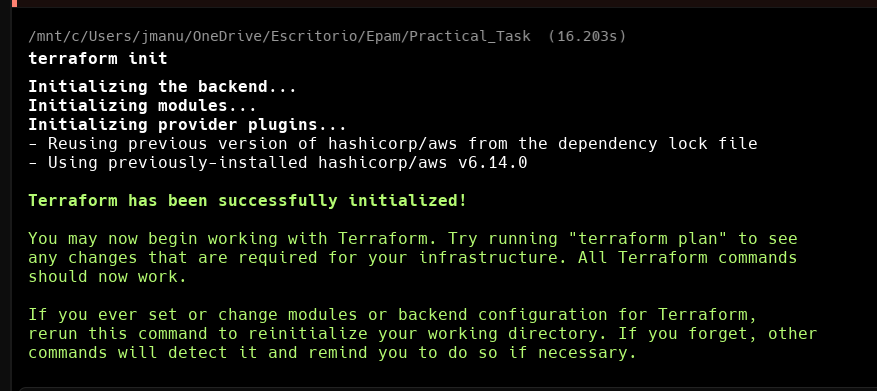 /mnt/c/Users/jmanu/OneDrive/Escritorio/Epam/Practical_Task  (16.203s)
terraform init
Initializing the backend...
Initializing modules...
Initializing provider plugins...
- Reusing previous version of hashicorp/aws from the dependency lock file
- Using previously-installed hashicorp/aws v6.14.0
Terraform has been successfully initialized!
You may now begin working with Terraform. Try running "terraform plan" to see
any changes that are required for your infrastructure. All Terraform commands
should now work.
If you ever set or change modules or backend configuration for Terraform,
rerun this command to reinitialize your working directory. If you forget, other
commands will detect it and remind you to do so if necessary.